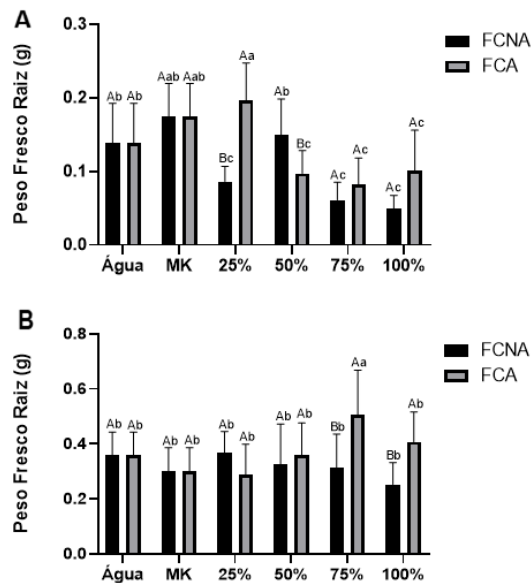 A
Peso Fresco Raiz (g)
0.3
0.2
0.1
0.0
Ab Ab Aab Aab Bc Aa Ab Bc Ac Ac Ac Ac
Água MK 25% 50% 75% 100%
FCNA
FCA
B
Peso Fresco Raiz (g)
0.8
0.6
0.4
0.2
0.0
Ab Ab Ab Ab Ab Ab Ab Ab Bb Aa Bb Ab
Água MK 25% 50% 75% 100%
FCNA
FCA